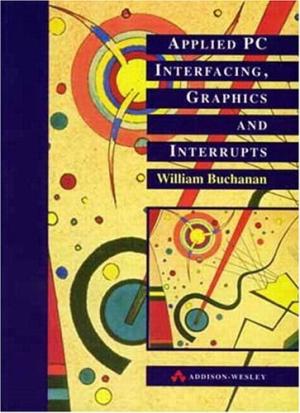 APPLIED PC
INTERFACING,
GRAPHICS
AND
INTERRUPTS
William Buchanan
ADDISON-WESLEY